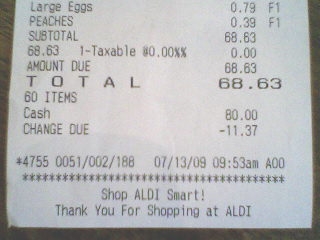 Large Eggs 0.79 F1
PEACHES 0.39 F1
SUBTOTAL 68.63
68.63 1-Taxable @0.00%% 0.00
AMOUNT DUE 68.63
TOTAL 68.63
60 ITEMS
Cash 80.00
CHANGE DUE -11.37
*4755 0051/002/188 07/13/09 09:53am A00
******************************************
Shop ALDI Smart!
Thank You For Shopping at ALDI